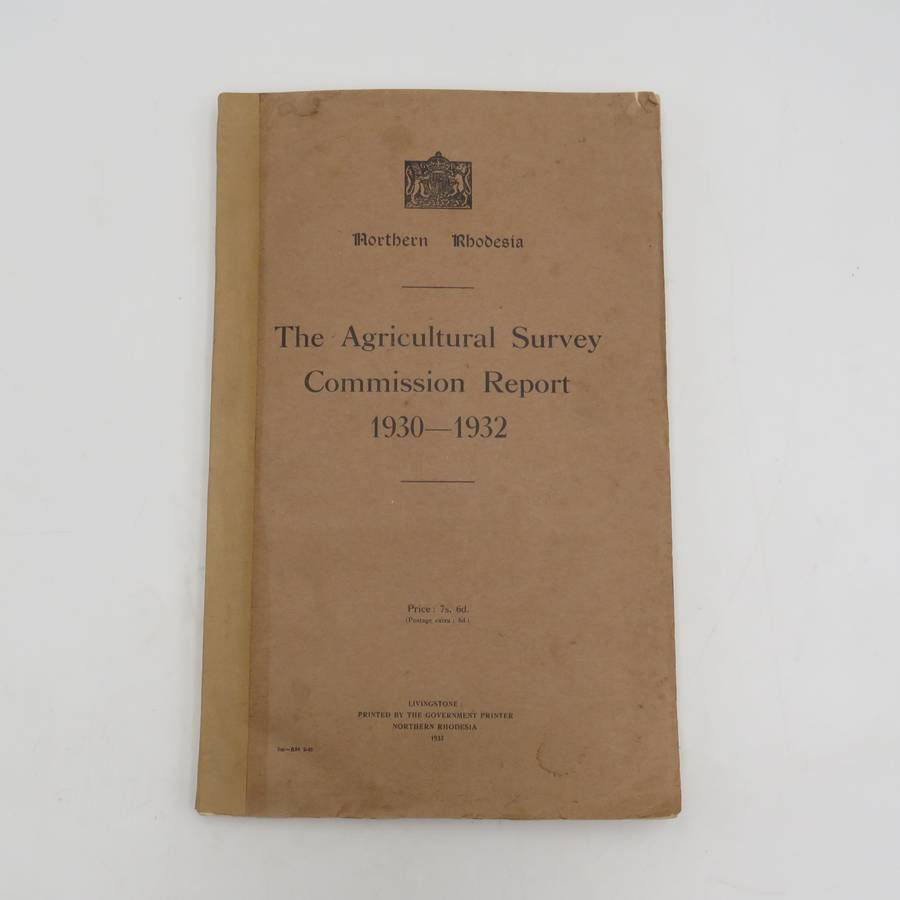 Northern Rhodesia
The Agricultural Survey
Commission Report
1930—1932
Price : 7s. 6d.
(Postage extra :
LIVINGSTONE :
PRINTED BY THE GOVERNMENT PRINTER
NORTHERN RHODESIA